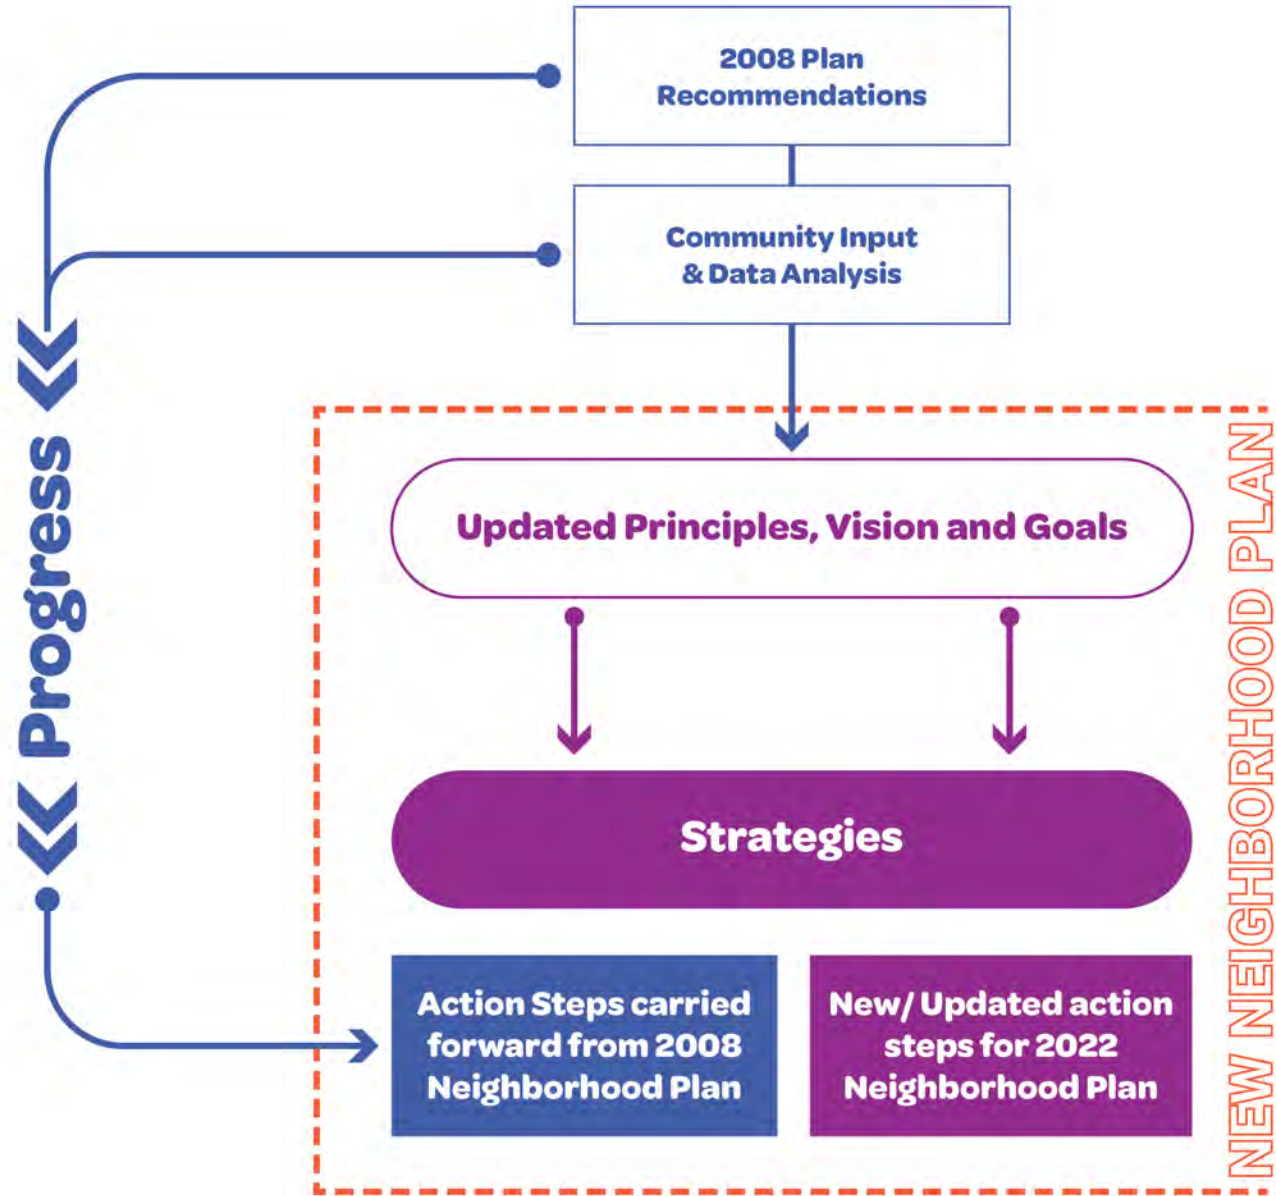 2008 Plan
Recommendations
Community Input
& Data Analysis
Progress
Updated Principles, Vision and Goals
Strategies
Action Steps carried
forward from 2008
Neighborhood Plan
New/ Updated action
steps for 2022
Neighborhood Plan
NEW NEIGHBORHOOD PLAN